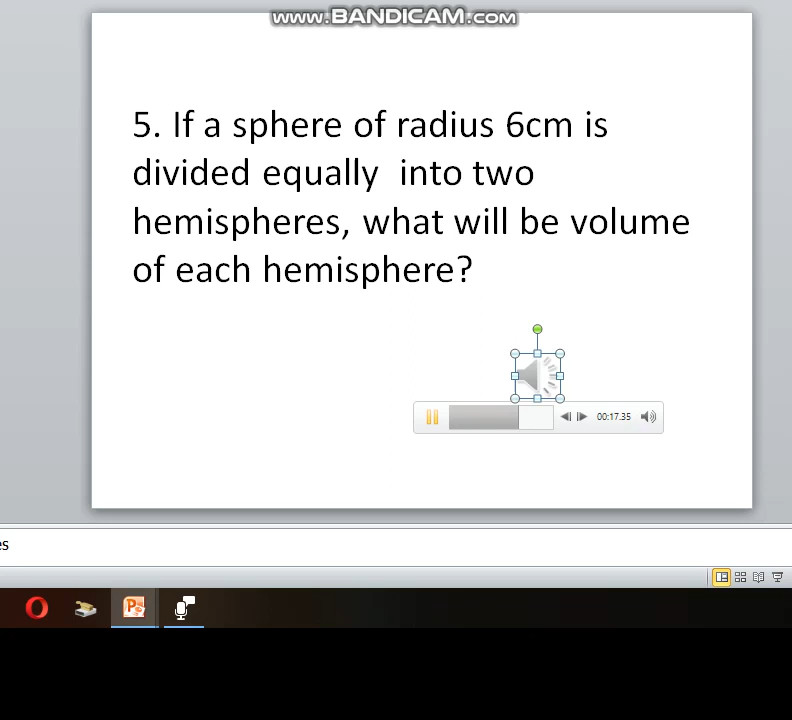 www.BANDICAM.com
5. If a sphere of radius 6cm is
divided equally  into two
hemispheres, what will be volume
of each hemisphere?
00:17.35
es